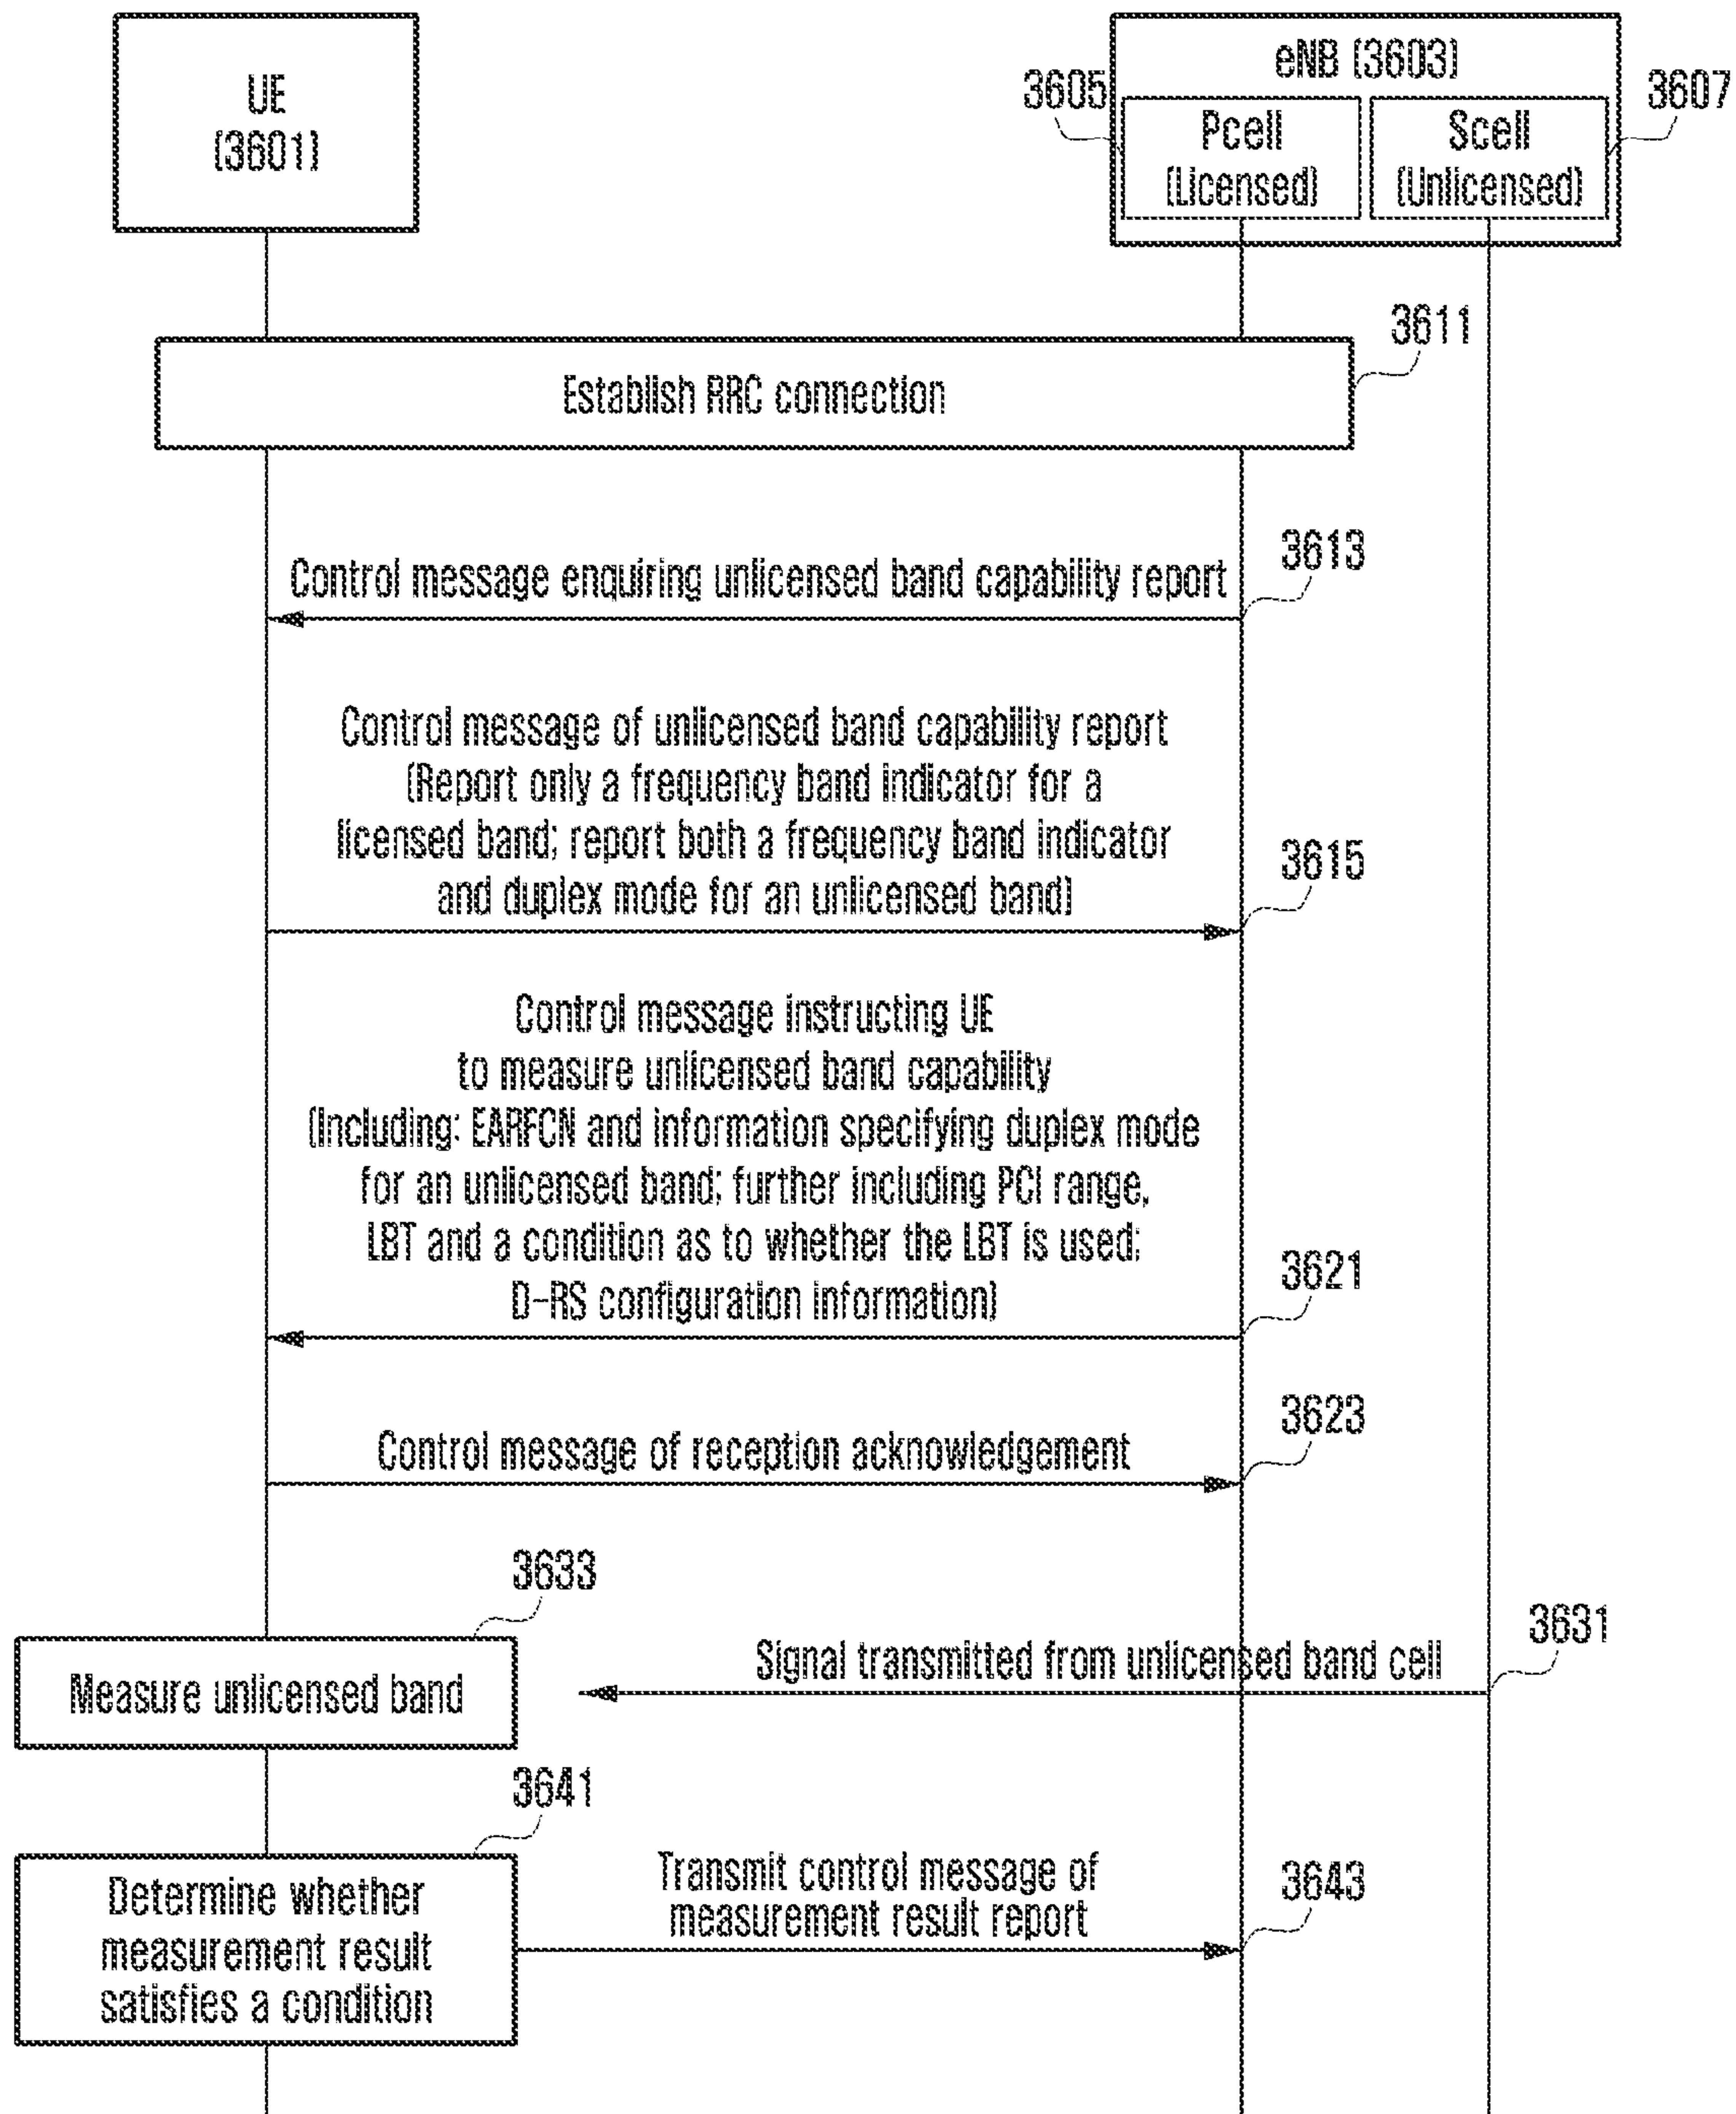 UE
(3601)
eNB (3603)
3605
Pcell
(Licensed)
Scell
(Unlicensed)
3607
3611
Establish RRC connection
3613
Control message enquiring unlicensed band capability report
Control message of unlicensed band capability report
(Report only a frequency band indicator for a
licensed band; report both a frequency band indicator
and duplex mode for an unlicensed band)
3615
Control message instructing UE
to measure unlicensed band capability
(Including: EARFCN and information specifying duplex mode
for an unlicensed band; further including PCI range,
LBT and a condition as to whether the LBT is used;
D-RS configuration information)
3621
3623
Control message of reception acknowledgement
3633
Measure unlicensed band
3631
Signal transmitted from unlicensed band cell
3641
Determine whether
measurement result
satisfies a condition
Transmit control message of
measurement result report
3643